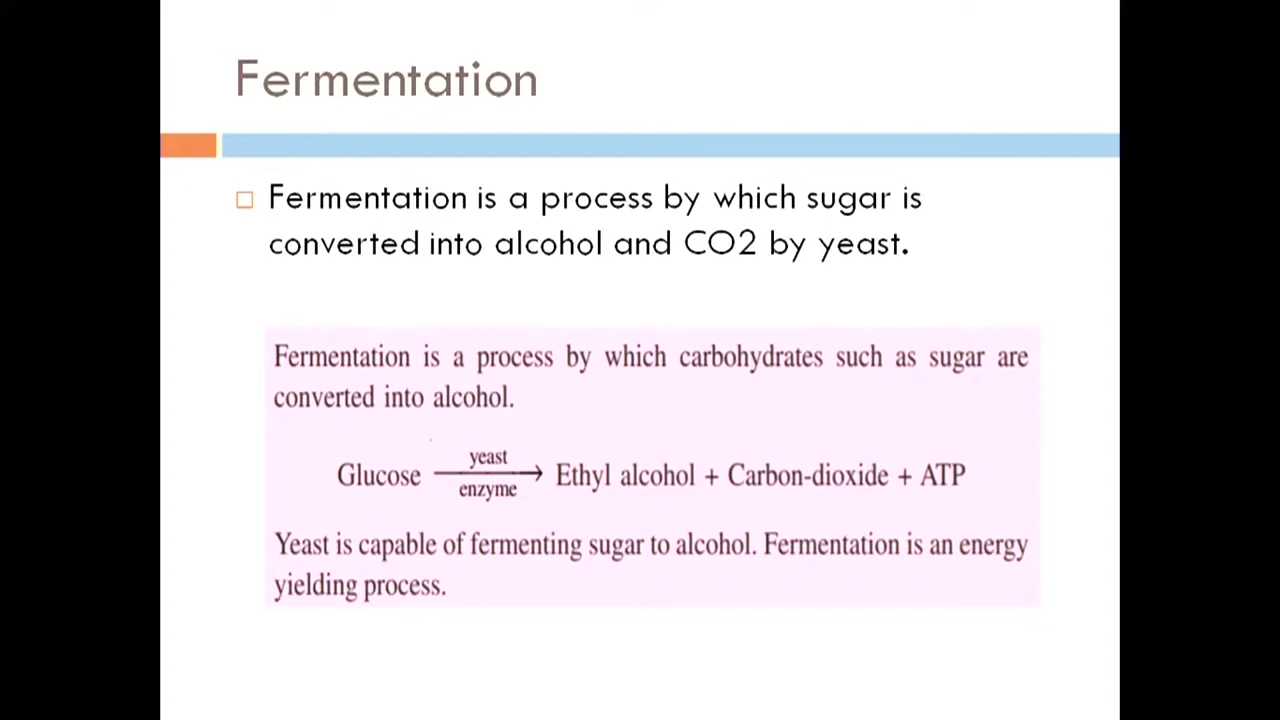 Fermentation
Fermentation is a process by which sugar is
converted into alcohol and CO2 by yeast.
Fermentation is a process by which carbohydrates such as sugar are
converted into alcohol.
yeast
Glucose → Ethyl alcohol + Carbon-dioxide + ATP
enzyme
Yeast is capable of fermenting sugar to alcohol. Fermentation is an energy
yielding process.